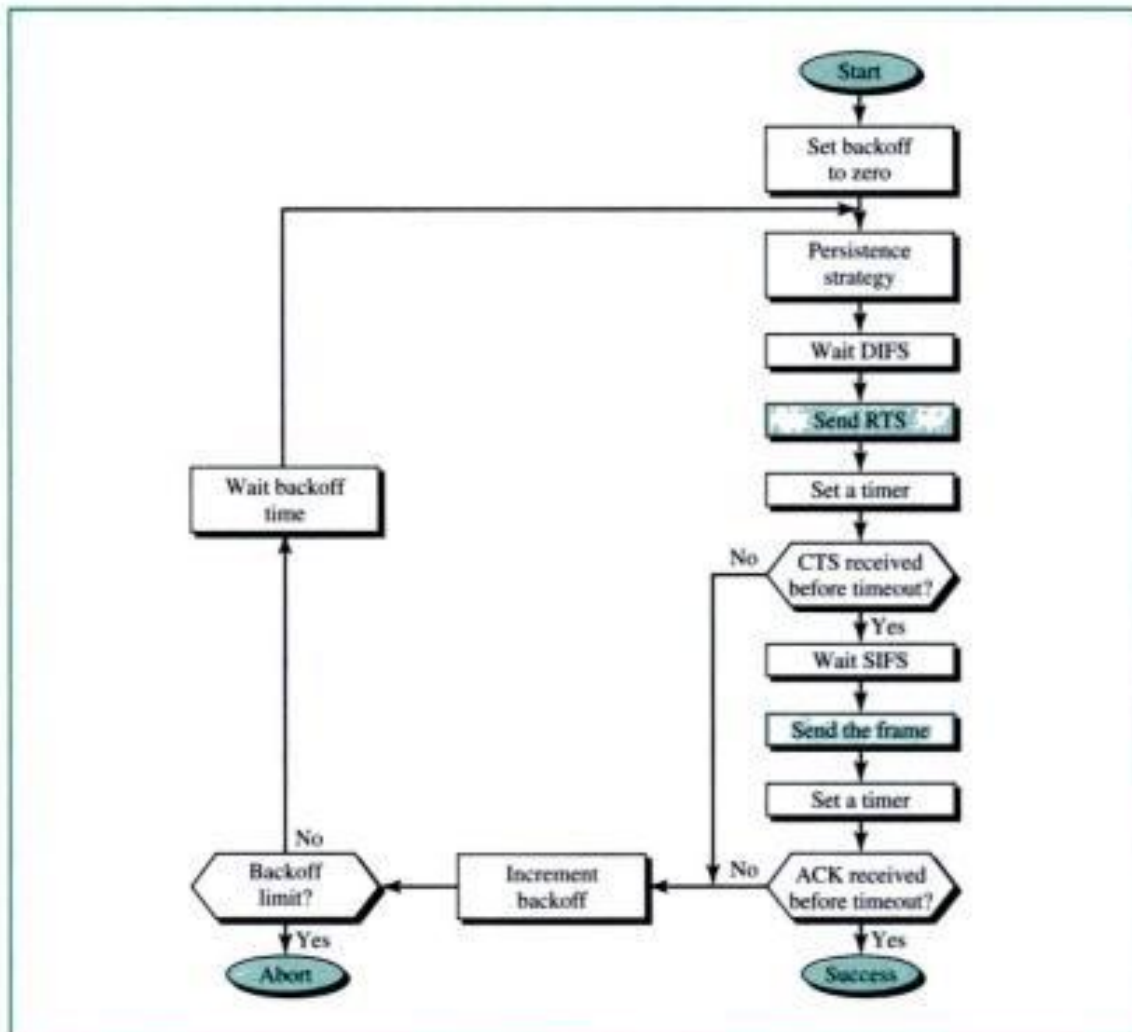 Start
Set backoff
to zero
Persistence
strategy
Wait DIFS
Send RTS
Set a timer
Wait backoff
time
No
CTS received
before timeout?
Yes
Wait SIFS
Send the frame
Set a timer
No
Backoff
limit?
Increment
backoff
No
ACK received
before timeout?
Yes
Abort
Yes
Success